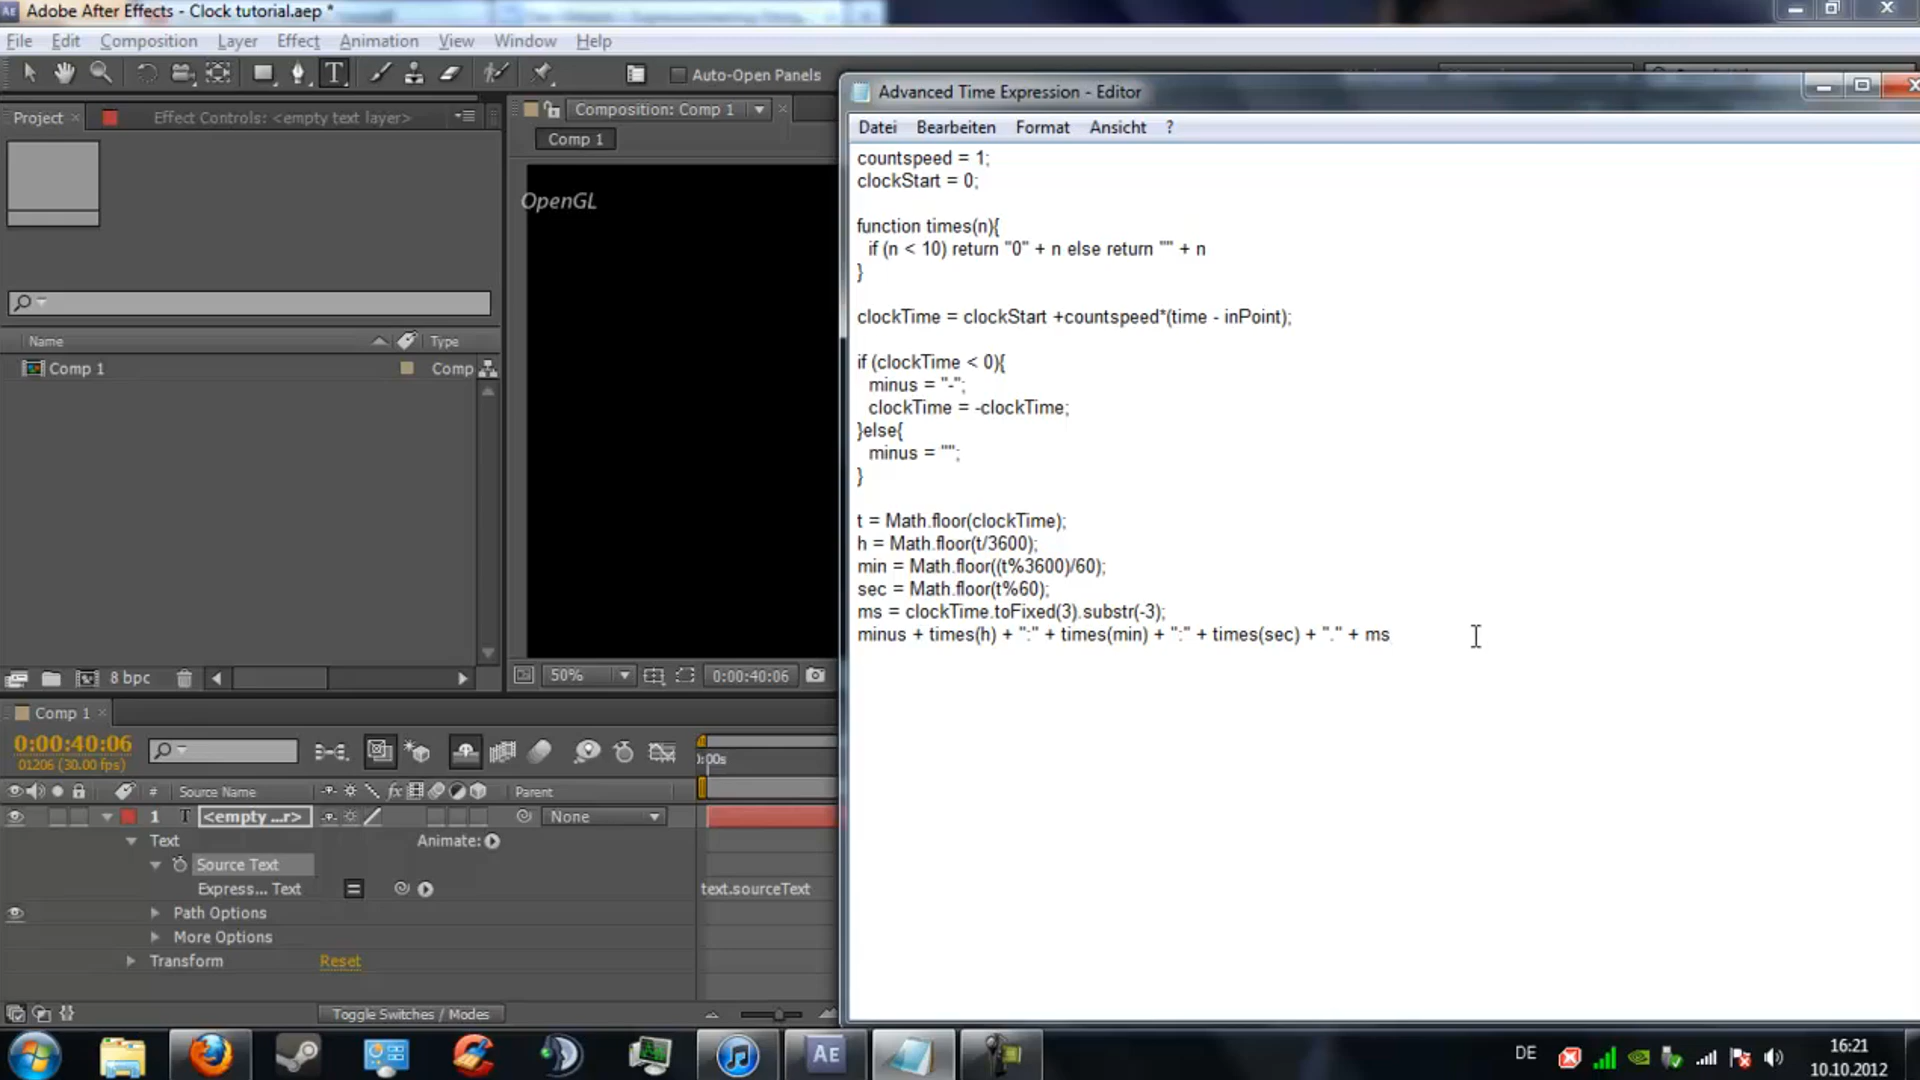 Adobe After Effects - Clock tutorial.aep *
File Edit Composition Layer Effect Animation View Window Help
T Auto-Open Panels
Project Effect Controls: <empty text layer>
Composition: Comp 1
Comp 1
OpenGL
Name Type
Comp 1 Comp
8 bpc
50% 0:00:40:06
Advanced Time Expression - Editor
Datei Bearbeiten Format Ansicht ?
countspeed = 1;
clockStart = 0;
function times(n){
if (n < 10) return "0" + n else return "" + n
}
clockTime = clockStart +countspeed*(time - inPoint);
if (clockTime < 0){
minus = "-";
clockTime = -clockTime;
}else{
minus = "";
}
t = Math.floor(clockTime);
h = Math.floor(t/3600);
min = Math.floor((t%3600)/60);
sec = Math.floor(t%60);
ms = clockTime.toFixed(3).substr(-3);
minus + times(h) + ":" + times(min) + ":" + times(sec) + "." + ms
Comp 1
0:00:40:06
01206 (30.00 fps)
):00s
# Source Name fx Parent
1 T <empty ...r> None
Text Animate:
Source Text
Express... Text text.sourceText
Path Options
More Options
Transform Reset
Toggle Switches / Modes
AE
DE
16:21
10.10.2012